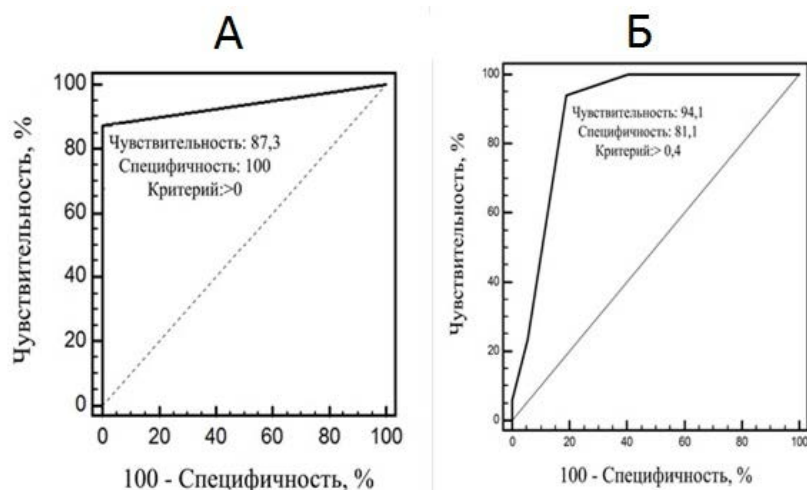 А
Чувствительность, %
100
80
60
40
20
0
Чувствительность: 87,3
Специфичность: 100
Критерий:>0
0 20 40 60 80 100
100 - Специфичность, %
Б
Чувствительность, %
100
80
60
40
20
0
Чувствительность: 94,1
Специфичность: 81,1
Критерий:> 0,4
0 20 40 60 80 100
100 - Специфичность, %